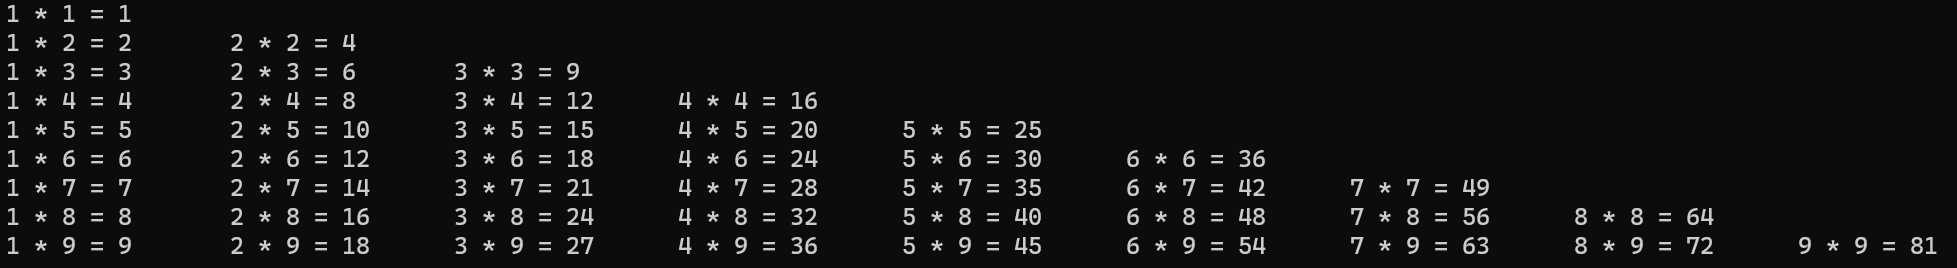 1 * 1 = 1
1 * 2 = 2	2 * 2 = 4
1 * 3 = 3	2 * 3 = 6	3 * 3 = 9
1 * 4 = 4	2 * 4 = 8	3 * 4 = 12	4 * 4 = 16
1 * 5 = 5	2 * 5 = 10	3 * 5 = 15	4 * 5 = 20	5 * 5 = 25
1 * 6 = 6	2 * 6 = 12	3 * 6 = 18	4 * 6 = 24	5 * 6 = 30	6 * 6 = 36
1 * 7 = 7	2 * 7 = 14	3 * 7 = 21	4 * 7 = 28	5 * 7 = 35	6 * 7 = 42	7 * 7 = 49
1 * 8 = 8	2 * 8 = 16	3 * 8 = 24	4 * 8 = 32	5 * 8 = 40	6 * 8 = 48	7 * 8 = 56	8 * 8 = 64
1 * 9 = 9	2 * 9 = 18	3 * 9 = 27	4 * 9 = 36	5 * 9 = 45	6 * 9 = 54	7 * 9 = 63	8 * 9 = 72	9 * 9 = 81